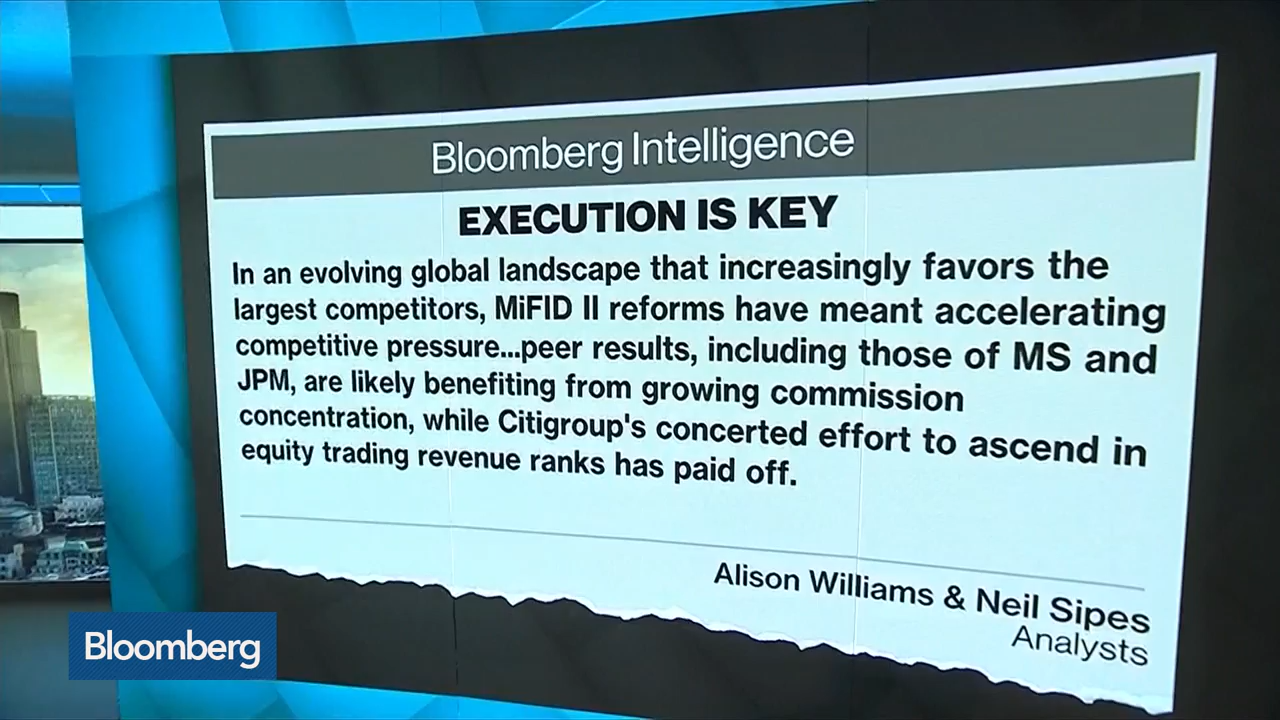 Bloomberg Intelligence
EXECUTION IS KEY
In an evolving global landscape that increasingly favors the
largest competitors, MiFID II reforms have meant accelerating
competitive pressure...peer results, including those of MS and
JPM, are likely benefiting from growing commission
concentration, while Citigroup's concerted effort to ascend in
equity trading revenue ranks has paid off.
Alison Williams & Neil Sipes
Analysts
Bloomberg